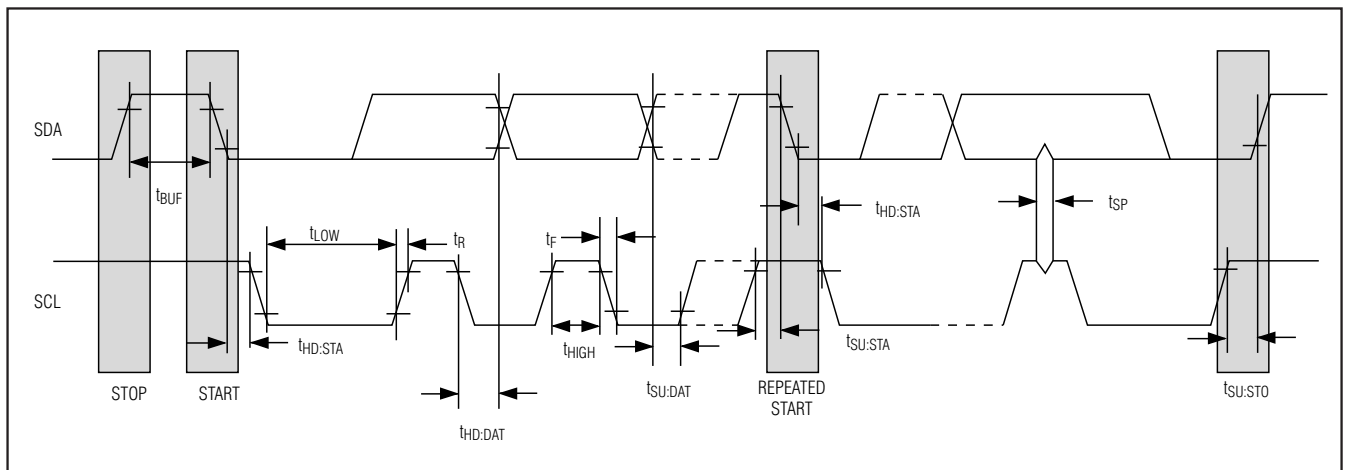 SDA
tBUF
tLOW
tR
tF
tHD:STA
tSP
SCL
tHD:STA
tHIGH
tSU:STA
STOP
START
tSU:DAT
REPEATED
START
tSU:STO
tHD:DAT